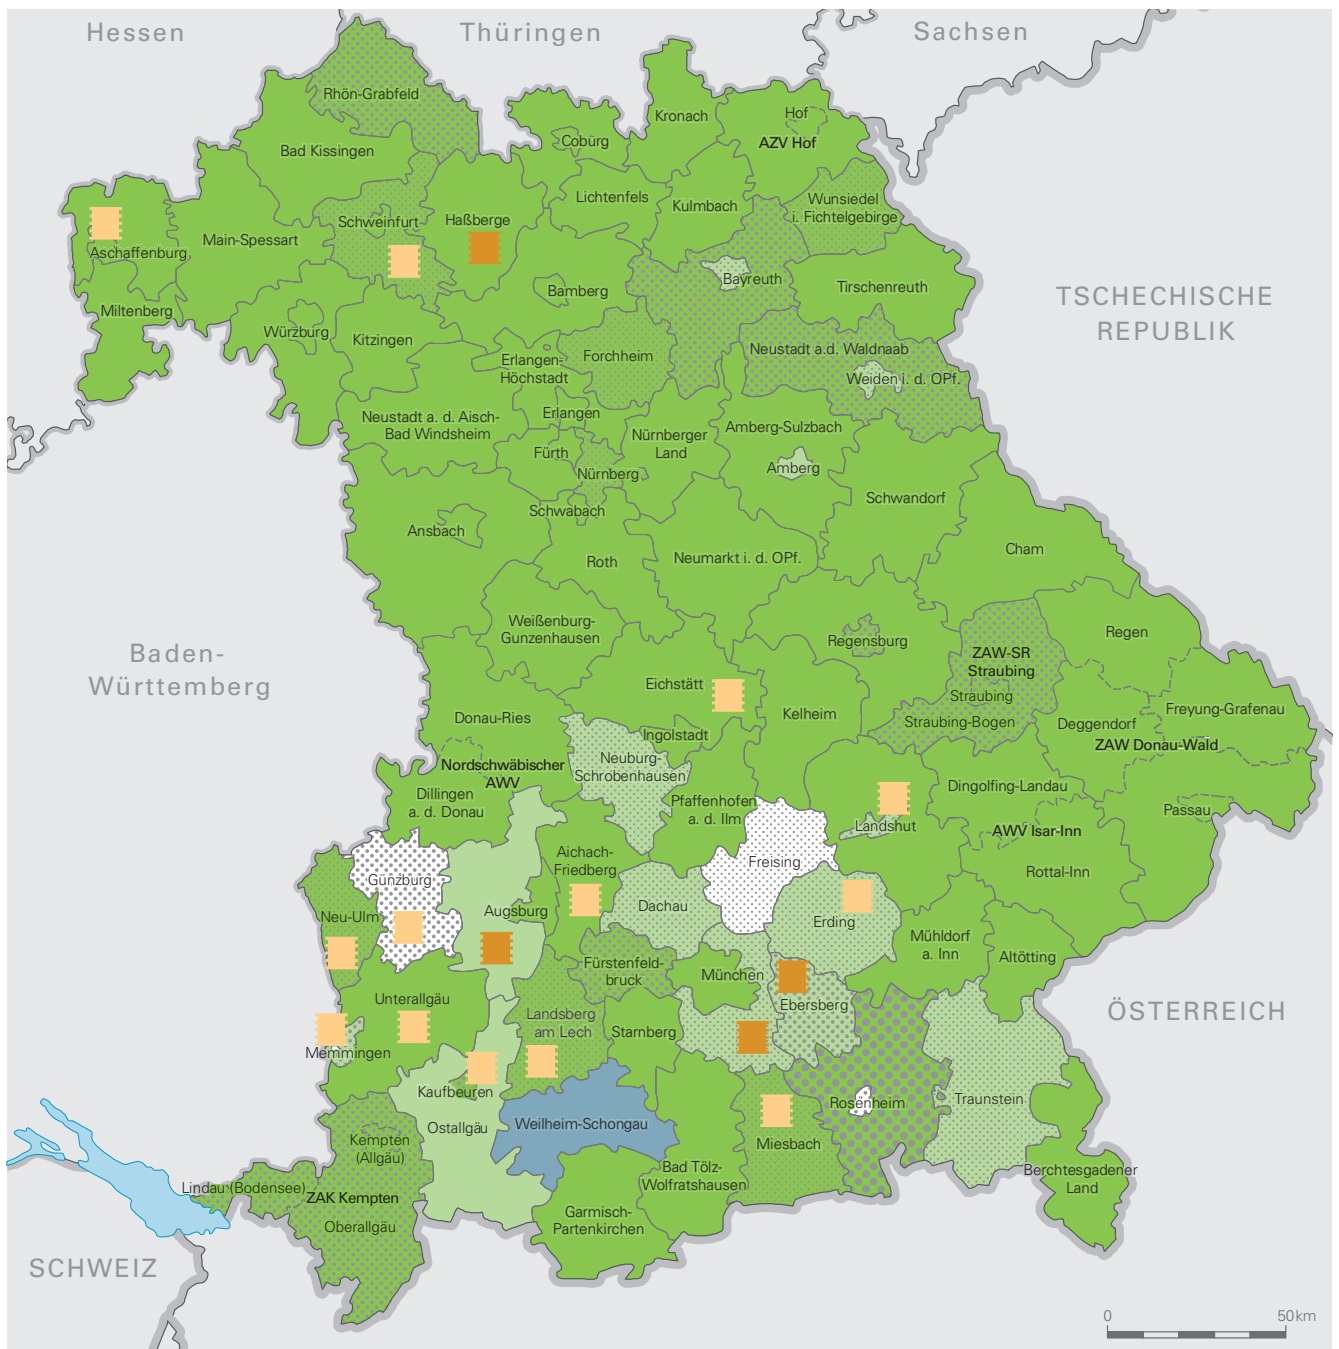 Hessen
Thüringen
Sachsen
Rhön-Grabfeld
Kronach
Hof
AZV Hof
Coburg
Bad Kissingen
Lichtenfels
Kulmbach
Wunsiedel
i. Fichtelgebirge
Schweinfurt
Haßberge
Main-Spessart
Aschaffenburg
Bayreuth
Tirschenreuth
Bamberg
TSCHECHISCHE
REPUBLIK
Miltenberg
Würzburg
Kitzingen
Erlangen-
Höchstadt
Forchheim
Neustadt a.d. Waldnaab
Weiden i. d. OPf.
Neustadt a. d. Aisch-
Bad Windsheim
Erlangen
Nürnberger
Land
Amberg-Sulzbach
Fürth
Nürnberg
Amberg
Schwandorf
Schwabach
Ansbach
Roth
Neumarkt i. d. OPf.
Cham
Weißenburg-
Gunzenhausen
Regensburg
Regen
Baden-
Württemberg
ZAW-SR
Straubing
Straubing
Straubing-Bogen
Eichstätt
Kelheim
Donau-Ries
Ingolstadt
Deggendorf
Freyung-Grafenau
ZAW Donau-Wald
Nordschwäbischer
AWV
Neuburg-
Schrobenhausen
Dillingen
a. d. Donau
Pfaffenhofen
a. d. Ilm
Dingolfing-Landau
Passau
Landshut
AWV Isar-Inn
Rottal-Inn
Aichach-
Friedberg
Freising
Günzburg
Neu-Ulm
Augsburg
Dachau
Erding
Mühldorf
a. Inn
Altötting
Fürstenfeld-
bruck
München
Ebersberg
Unterallgäu
Landsberg
am Lech
Starnberg
ÖSTERREICH
Memmingen
Kaufbeuren
Ostallgäu
Weilheim-Schongau
Rosenheim
Traunstein
Miesbach
Kempten
(Allgäu)
Bad Tölz-
Wolfratshausen
Berchtesgadener
Land
Lindau (Bodensee)
ZAK Kempten
Oberallgäu
Garmisch-
Partenkirchen
SCHWEIZ
0
50 km